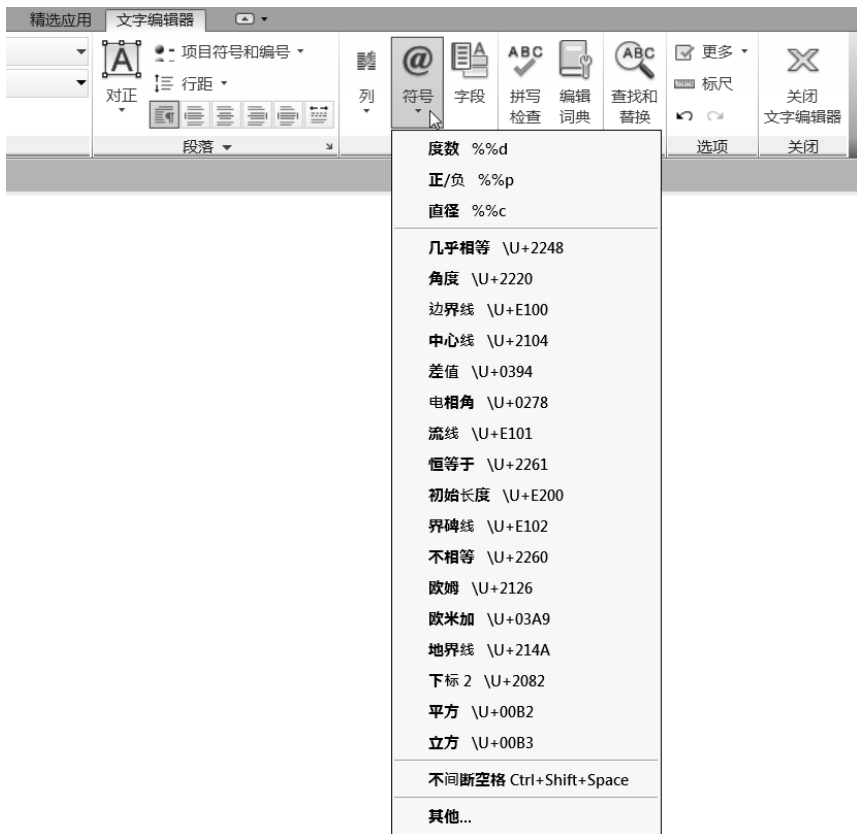 精选应用 文字编辑器
项目符号和编号
行距
对正
段落
列
@
符号
字段
ABC
拼写
检查
编辑
词典
ABC
查找和
替换
更多
标尺
选项
关闭
文字编辑器
关闭
度数 %%d
正/负 %%p
直径 %%c
几乎相等 \U+2248
角度 \U+2220
边界线 \U+E100
中心线 \U+2104
差值 \U+0394
电相角 \U+0278
流线 \U+E101
恒等于 \U+2261
初始长度 \U+E200
界碑线 \U+E102
不相等 \U+2260
欧姆 \U+2126
欧米加 \U+03A9
地界线 \U+214A
下标 2 \U+2082
平方 \U+00B2
立方 \U+00B3
不间断空格 Ctrl+Shift+Space
其他...